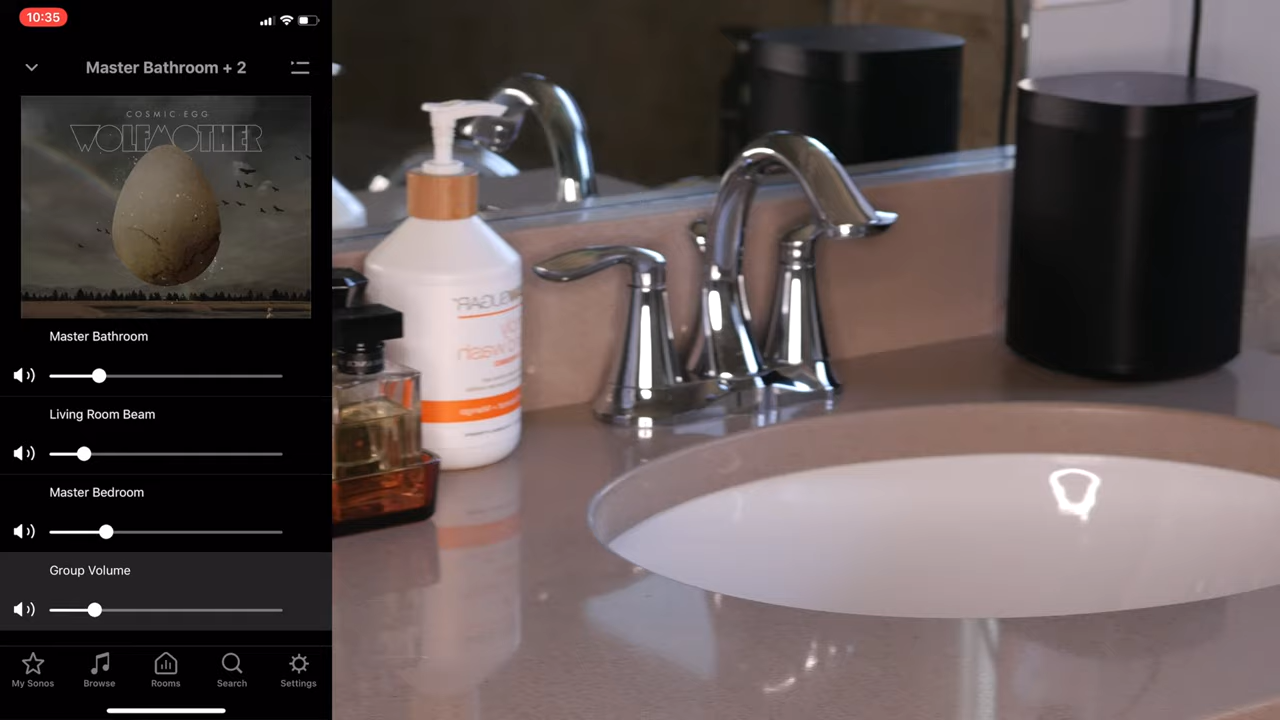 10:35
Master Bathroom + 2
COSMIC EGG
WOLFMOTHER
Master Bathroom
Living Room Beam
Master Bedroom
Group Volume
My Sonos
Browse
Rooms
Search
Settings